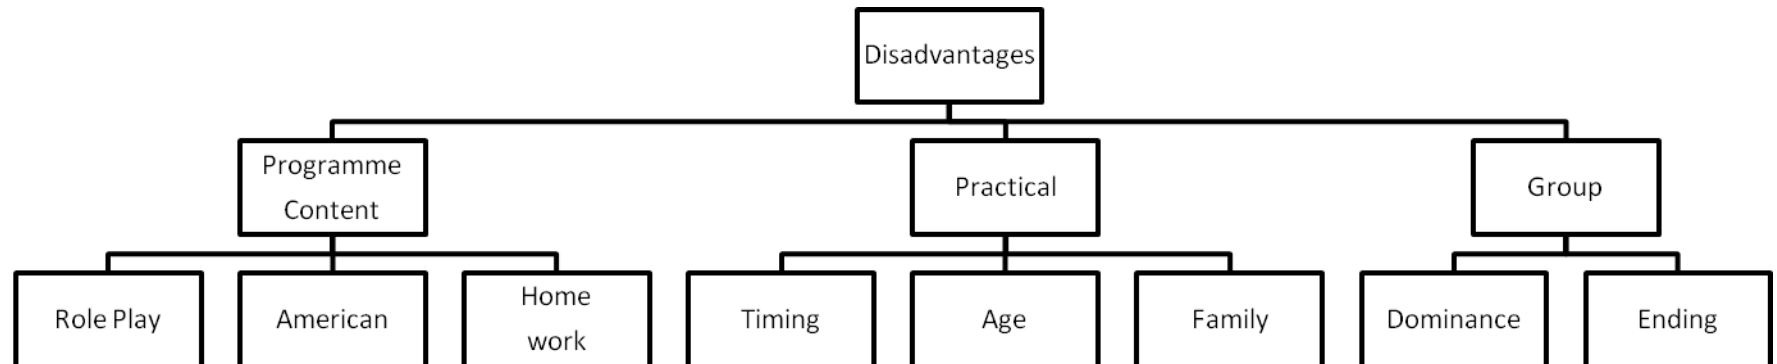 Disadvantages
Programme
Content
Practical
Group
Role Play
American
Home
work
Timing
Age
Family
Dominance
Ending